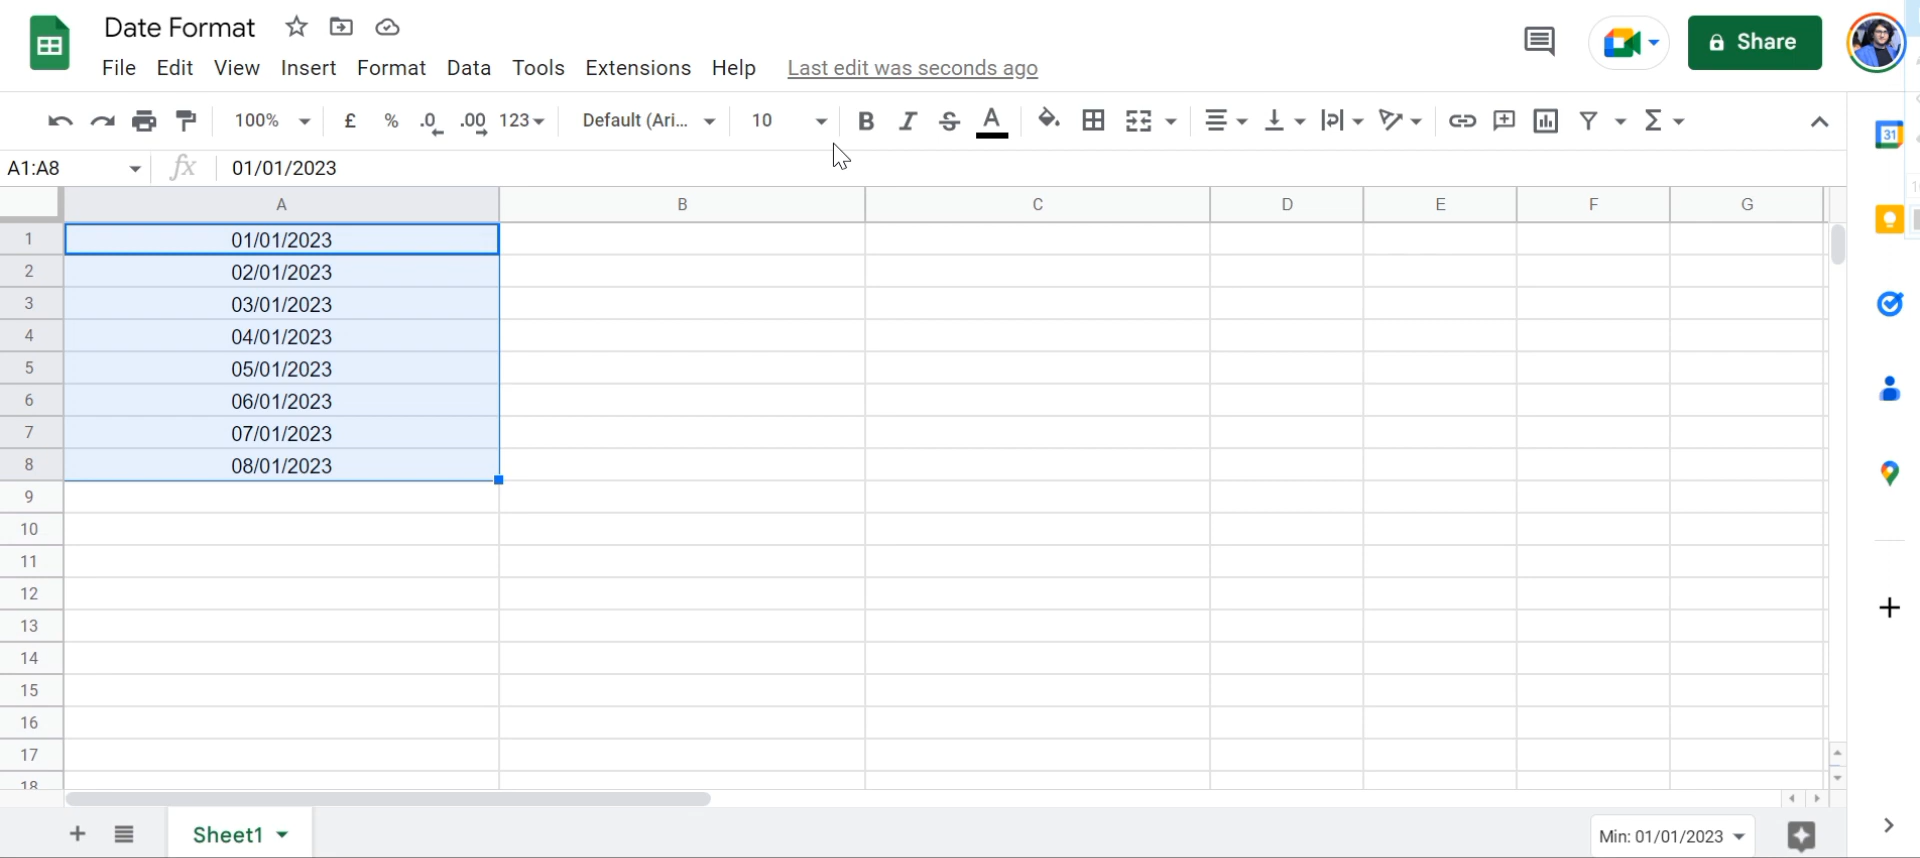 Date Format
File Edit View Insert Format Data Tools Extensions Help Last edit was seconds ago
Share
100% £ % .0 .00 123 Default (Ari... 10 B I S A Σ
31
A1:A8 fx 01/01/2023
A B C D E F G
1 01/01/2023
2 02/01/2023
3 03/01/2023
4 04/01/2023
5 05/01/2023
6 06/01/2023
7 07/01/2023
8 08/01/2023
9
10
11
12
13
14
15
16
17
18
Sheet1
Min: 01/01/2023